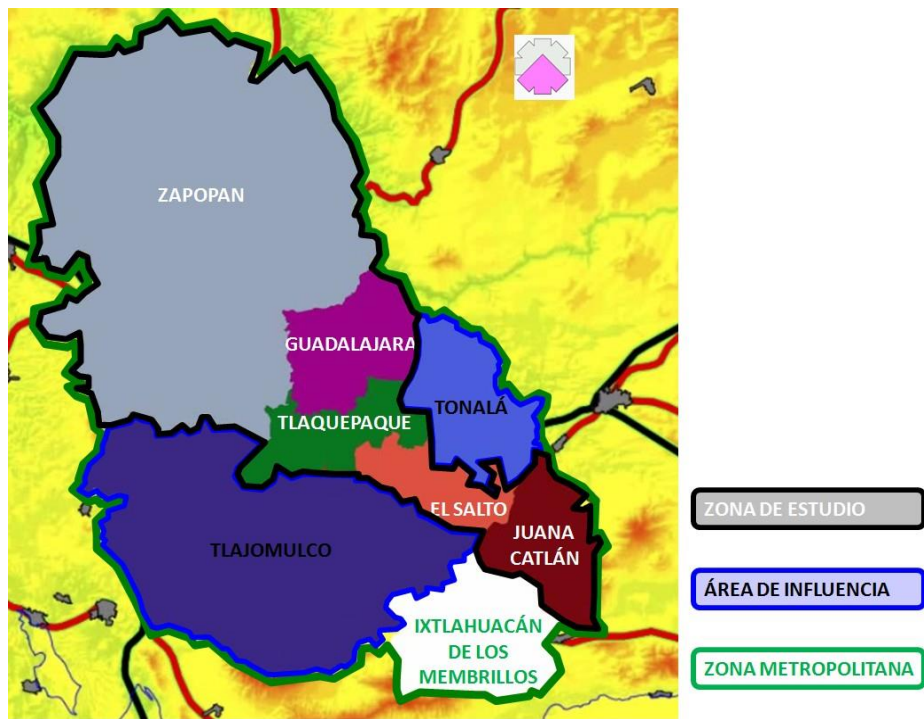 ZAPOPAN
GUADALAJARA
TLAQUEPAQUE
TONALÁ
EL SALTO
JUANA
CATLÁN
TLAJOMULCO
IXTLAHUACÁN
DE LOS
MEMBRILLOS
ZONA DE ESTUDIO
ÁREA DE INFLUENCIA
ZONA METROPOLITANA